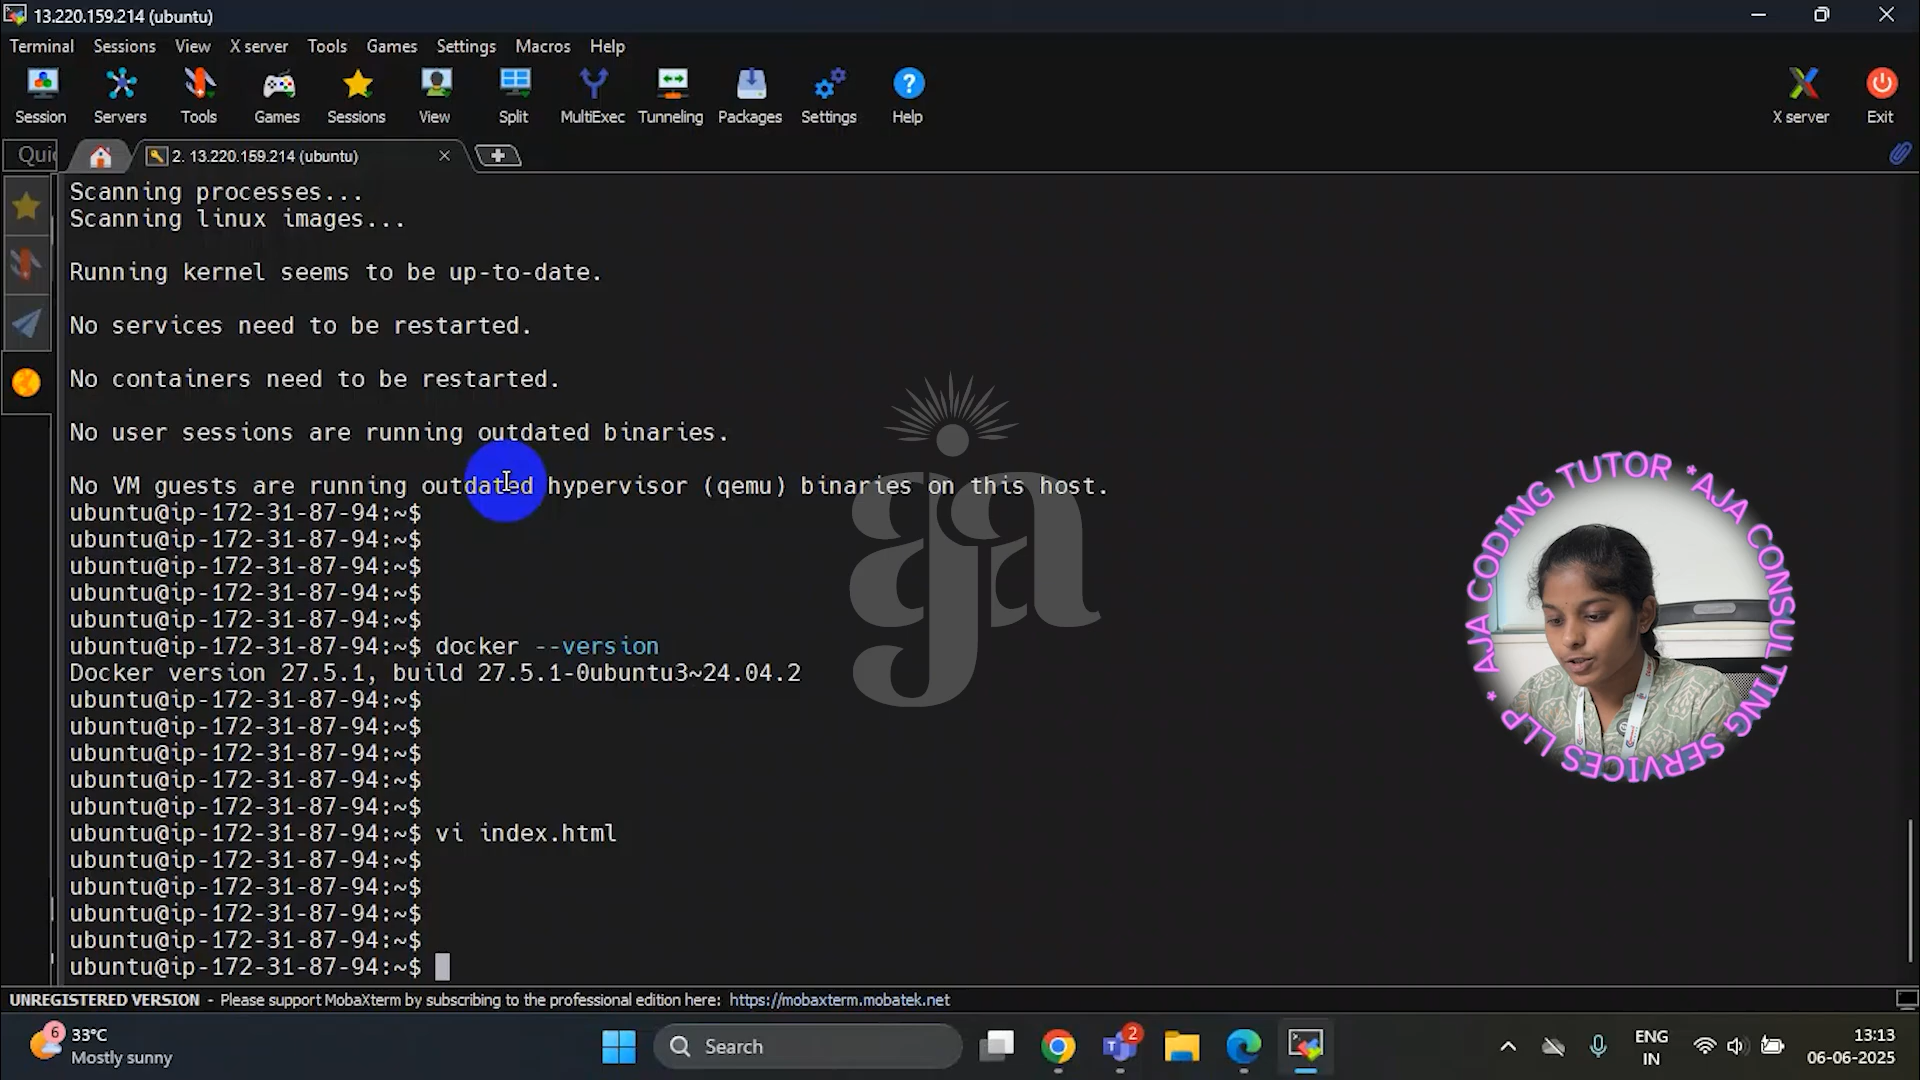 13.220.159.214 (ubuntu)
Terminal Sessions View X server Tools Games Settings Macros Help
Session Servers Tools Games Sessions View Split MultiExec Tunneling Packages Settings Help X server Exit
Quic 2. 13.220.159.214 (ubuntu)
Scanning processes...
Scanning linux images...
Running kernel seems to be up-to-date.
No services need to be restarted.
No containers need to be restarted.
No user sessions are running outdated binaries.
No VM guests are running outdated hypervisor (qemu) binaries on this host.
ubuntu@ip-172-31-87-94:~$
ubuntu@ip-172-31-87-94:~$
ubuntu@ip-172-31-87-94:~$
ubuntu@ip-172-31-87-94:~$
ubuntu@ip-172-31-87-94:~$
ubuntu@ip-172-31-87-94:~$ docker --version
Docker version 27.5.1, build 27.5.1-0ubuntu3~24.04.2
ubuntu@ip-172-31-87-94:~$
ubuntu@ip-172-31-87-94:~$
ubuntu@ip-172-31-87-94:~$
ubuntu@ip-172-31-87-94:~$
ubuntu@ip-172-31-87-94:~$
ubuntu@ip-172-31-87-94:~$ vi index.html
ubuntu@ip-172-31-87-94:~$
ubuntu@ip-172-31-87-94:~$
ubuntu@ip-172-31-87-94:~$
ubuntu@ip-172-31-87-94:~$
ubuntu@ip-172-31-87-94:~$
aja
* AJA CODING TUTOR * AJA CONSULTING SERVICES LLP
UNREGISTERED VERSION - Please support MobaXterm by subscribing to the professional edition here: https://mobaxterm.mobatek.net
6
33°C
Mostly sunny
Search
2
ENG
IN
13:13
06-06-2025